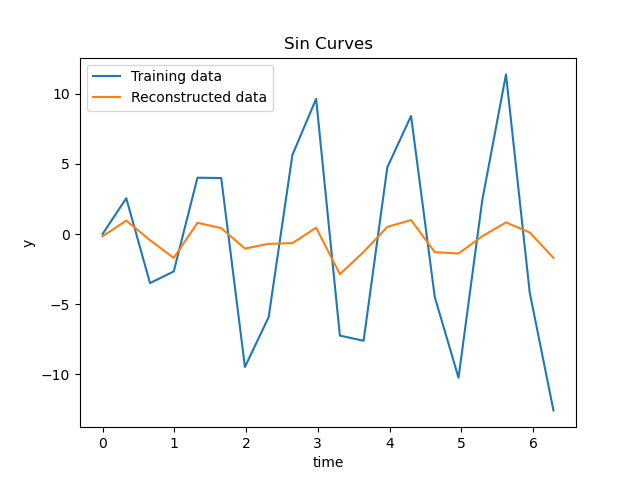 Sin Curves
Training data
Reconstructed data
10
5
0
−5
−10
y
0 1 2 3 4 5 6
time